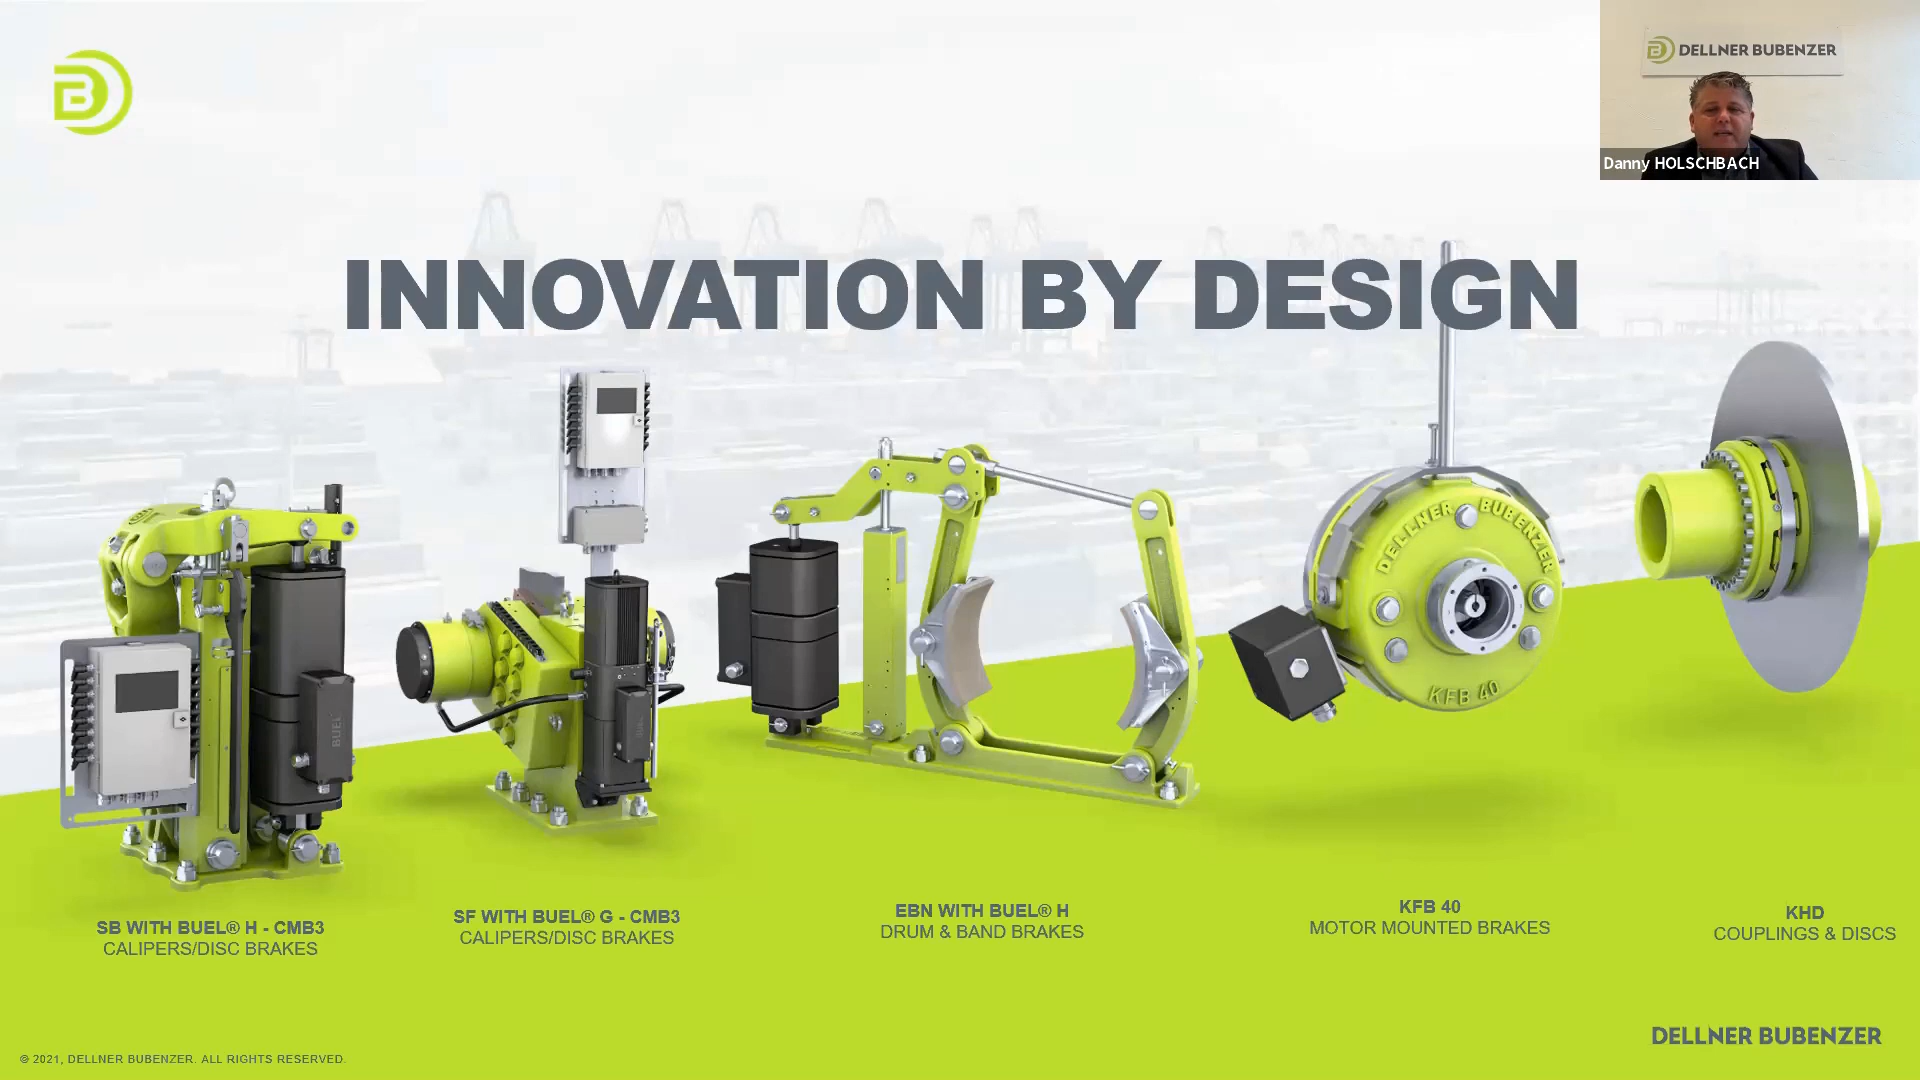 DELLNER BUBENZER
Danny HOLSCHBACH
INNOVATION BY DESIGN
DELLNER BUBENZER
KFB 40
BUEL
BUEL
SB WITH BUEL® H - CMB3
CALIPERS/DISC BRAKES
SF WITH BUEL® G - CMB3
CALIPERS/DISC BRAKES
EBN WITH BUEL® H
DRUM & BAND BRAKES
KFB 40
MOTOR MOUNTED BRAKES
KHD
COUPLINGS & DISCS
DELLNER BUBENZER
© 2021, DELLNER BUBENZER. ALL RIGHTS RESERVED.